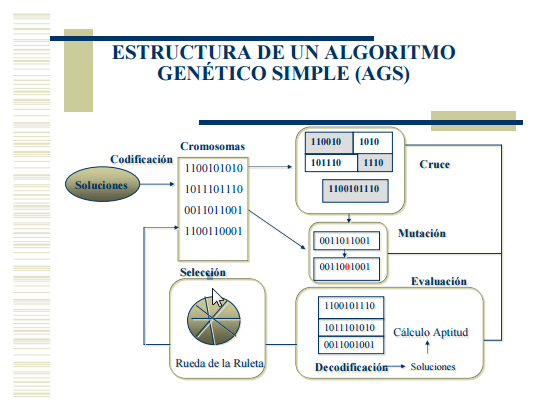 ESTRUCTURA DE UN ALGORITMO
GENÉTICO SIMPLE (AGS)
Cromosomas
Codificación
Soluciones
1100101010
1011101110
0011011001
1100110001
110010 1010
101110 1110
1100101110
Cruce
0011011001
0011001001
Mutación
Selección
Rueda de la Ruleta
Evaluación
1100101110
1011101010
0011001001
Cálculo Aptitud
Decodificación
Soluciones